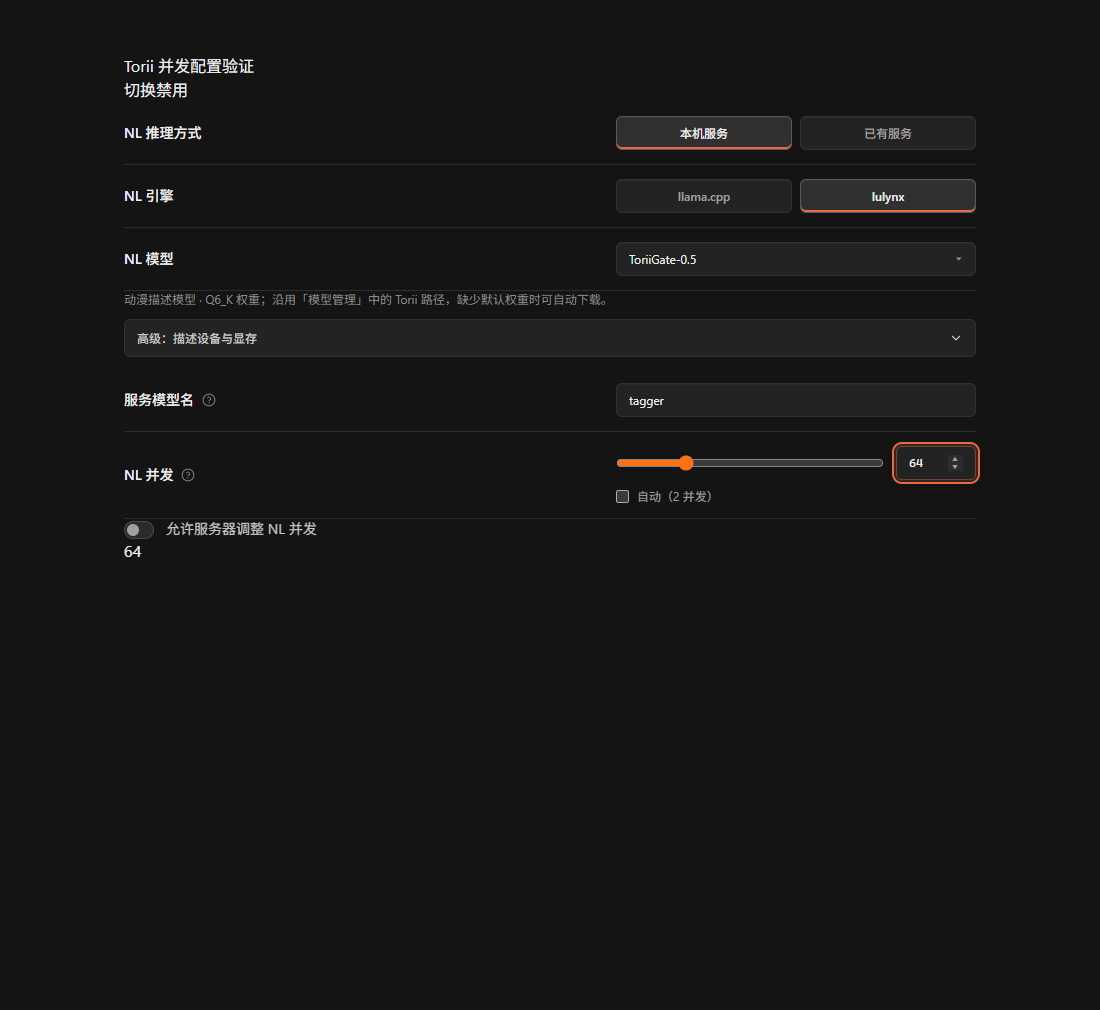 Torii 并发配置验证
切换禁用
NL 推理方式
本机服务
已有服务
NL 引擎
llama.cpp
lulynx
NL 模型
ToriiGate-0.5
动漫描述模型 · Q6_K 权重；沿用「模型管理」中的 Torii 路径，缺少默认权重时可自动下载。
高级：描述设备与显存
服务模型名 ?
tagger
NL 并发 ?
64
自动（2 并发）
允许服务器调整 NL 并发
64